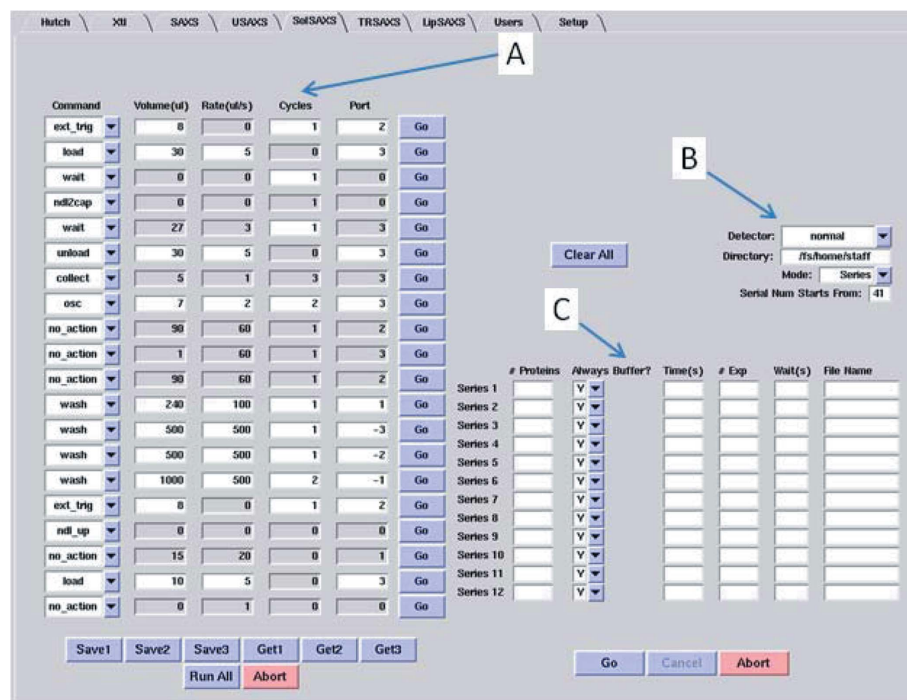 Hutch XtI SAXS USAXS SolSAXS TRSAXS LipSAXS Users Setup
A
Command Volume(ul) Rate(ul/s) Cycles Port
ext_trig 8 0 1 2 Go
load 30 5 0 3 Go
wait 0 0 1 0 Go
ndl2cap 0 0 1 0 Go
wait 27 3 1 3 Go
unload 30 5 0 3 Go
collect 5 1 3 3 Go
osc 7 2 2 3 Go
no_action 90 60 1 2 Go
no_action 1 60 1 3 Go
no_action 90 60 1 2 Go
wash 240 100 1 1 Go
wash 500 500 1 -3 Go
wash 500 500 1 -2 Go
wash 1000 500 2 -1 Go
ext_trig 8 0 1 2 Go
ndl_up 0 0 0 0 Go
no_action 15 20 0 1 Go
load 10 5 0 3 Go
no_action 0 1 0 0 Go
Save1 Save2 Save3 Get1 Get2 Get3
Run All Abort
B
Clear All
Detector: normal
Directory: /fs/home/staff
Mode: Series
Serial Num Starts From: 41
C
# Proteins Always Buffer? Time(s) # Exp Wait(s) File Name
Series 1 Y
Series 2 Y
Series 3 Y
Series 4 Y
Series 5 Y
Series 6 Y
Series 7 Y
Series 8 Y
Series 9 Y
Series 10 Y
Series 11 Y
Series 12 Y
Go Cancel Abort